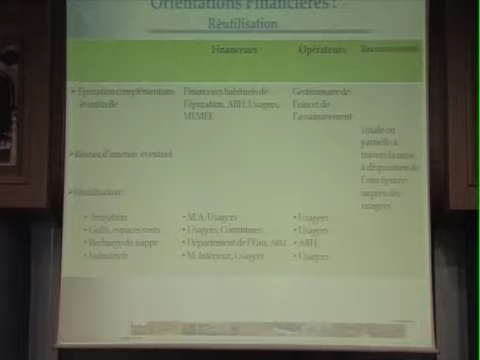 Orientations Financières :
Réutilisation
Financeurs Opérateurs Recouvrement
➤ Epuration complémentaire éventuelle
Financeurs habituels de
l'épuration, ABH, Usagers,
MEMEE
Gestionnaire de
l'eau et de
l'assainissement
Totale ou
partielle à
travers la mise
à disposition de
l'eau épurée
auprès des
usagers
➤ Réseau d'amenée éventuel
➤ Réutilisation:
• Irrigation • M.A, Usagers • Usagers
• Golfs, espaces verts • Usagers, Communes • Usagers
• Recharge de nappe • Département de l'Eau, ABH • ABH
• Industriels • M. Intérieur, Usagers • Usagers